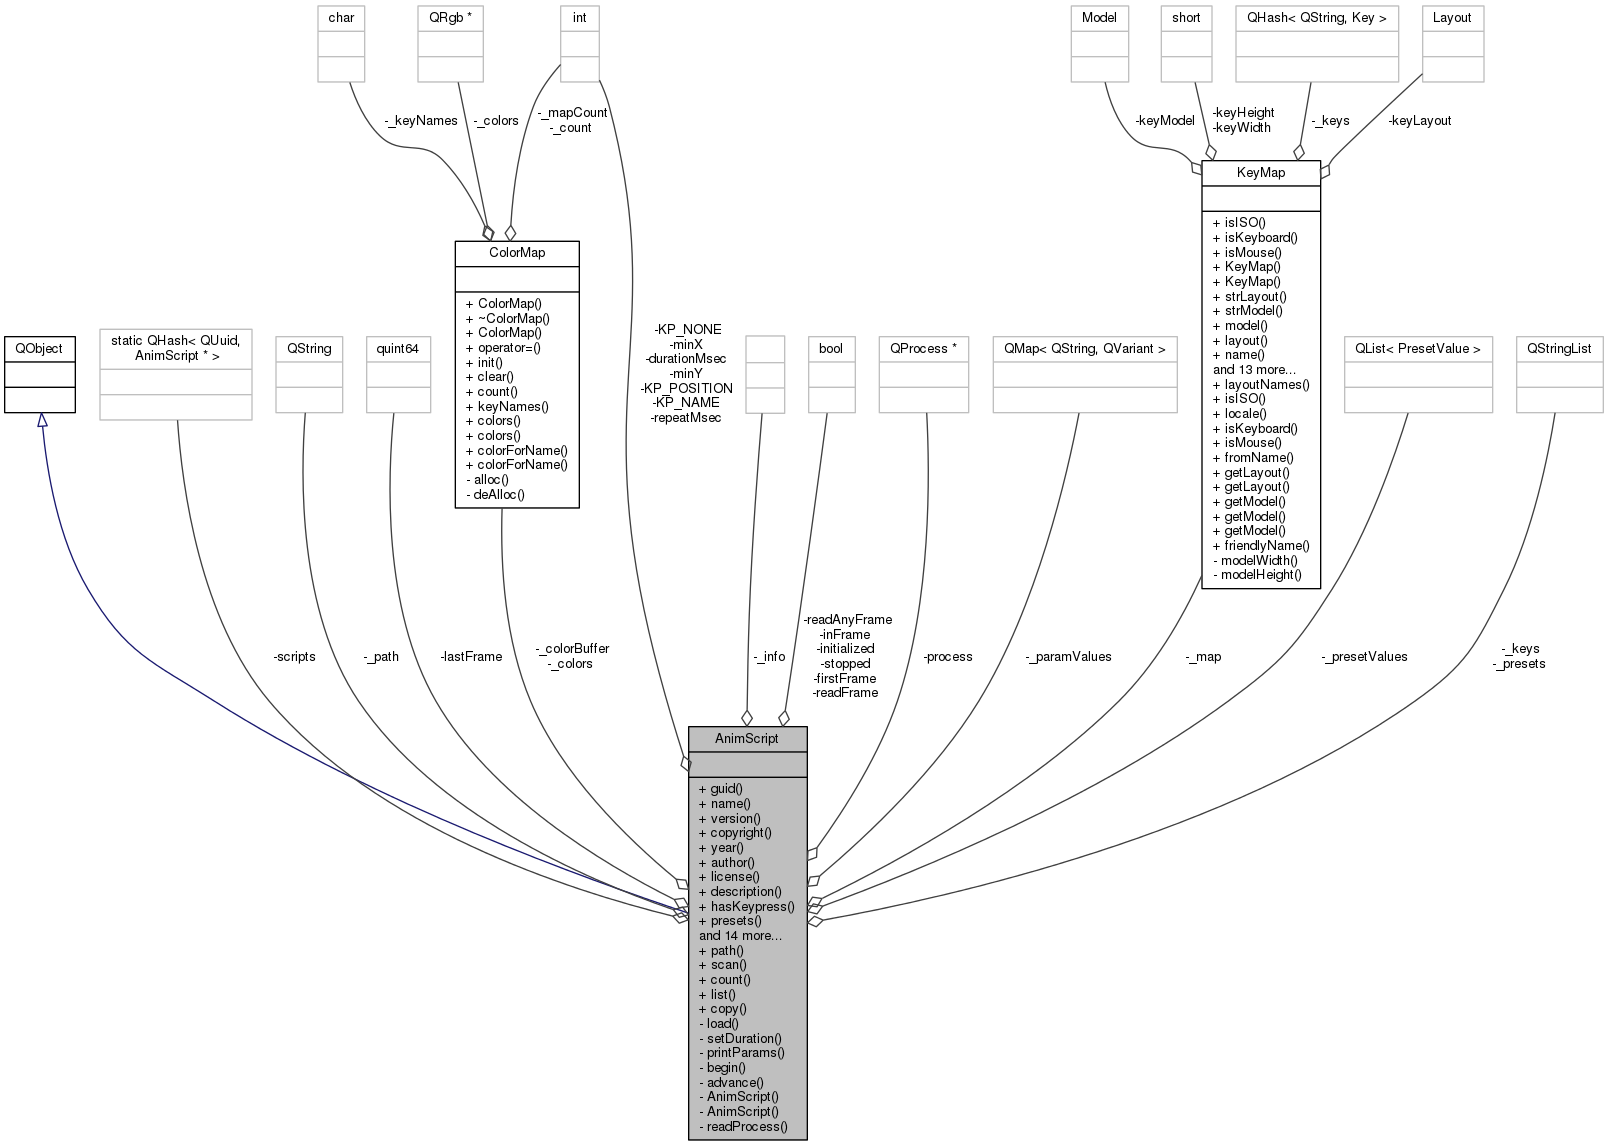 char
QRgb *
int
Model
short
QHash< QString, Key >
Layout
-_keyNames
-_colors
-_mapCount
-_count
-keyModel
-keyHeight
-keyWidth
-_keys
-keyLayout
KeyMap
+ isISO()
+ isKeyboard()
+ isMouse()
+ KeyMap()
+ KeyMap()
+ strLayout()
+ strModel()
+ model()
+ layout()
+ name()
and 13 more...
+ layoutNames()
+ isISO()
+ locale()
+ isKeyboard()
+ isMouse()
+ fromName()
+ getLayout()
+ getLayout()
+ getModel()
+ getModel()
+ getModel()
+ friendlyName()
- modelWidth()
- modelHeight()
ColorMap
+ ColorMap()
+ ~ColorMap()
+ ColorMap()
+ operator=()
+ init()
+ clear()
+ count()
+ keyNames()
+ colors()
+ colors()
+ colorForName()
+ colorForName()
- alloc()
- deAlloc()
QObject
static QHash< QUuid,
AnimScript * >
QString
quint64
-KP_NONE
-minX
-durationMsec
-minY
-KP_POSITION
-KP_NAME
-repeatMsec
bool
QProcess *
QMap< QString, QVariant >
QList< PresetValue >
QStringList
-scripts
-_path
-lastFrame
-_colorBuffer
-_colors
-_info
-readAnyFrame
-inFrame
-initialized
-stopped
-firstFrame
-readFrame
-process
-_paramValues
-_map
-_presetValues
-_keys
-_presets
AnimScript
+ guid()
+ name()
+ version()
+ copyright()
+ year()
+ author()
+ license()
+ description()
+ hasKeypress()
+ presets()
and 14 more...
+ path()
+ scan()
+ count()
+ list()
+ copy()
- load()
- setDuration()
- printParams()
- begin()
- advance()
- AnimScript()
- AnimScript()
- readProcess()